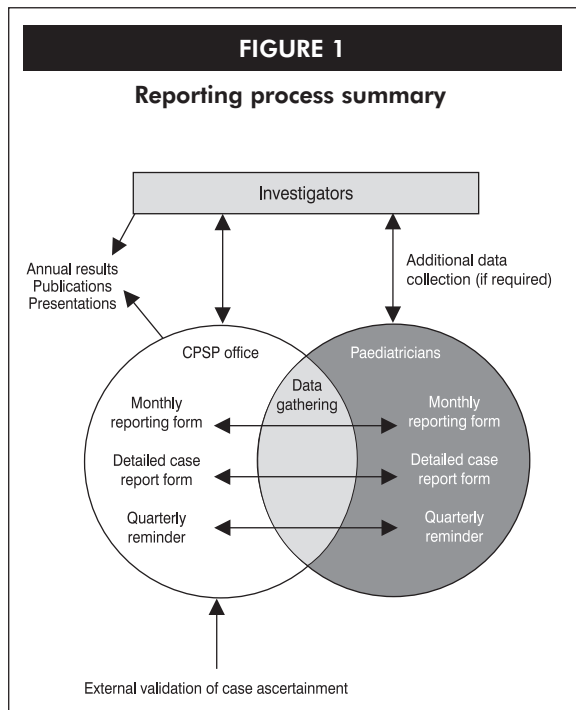 FIGURE 1
Reporting process summary
Investigators
Annual results
Publications
Presentations
Additional data
collection (if required)
CPSP office
Paediatricians
Data
gathering
Monthly
reporting form
Monthly
reporting form
Detailed case
report form
Detailed case
report form
Quarterly
reminder
Quarterly
reminder
External validation of case ascertainment